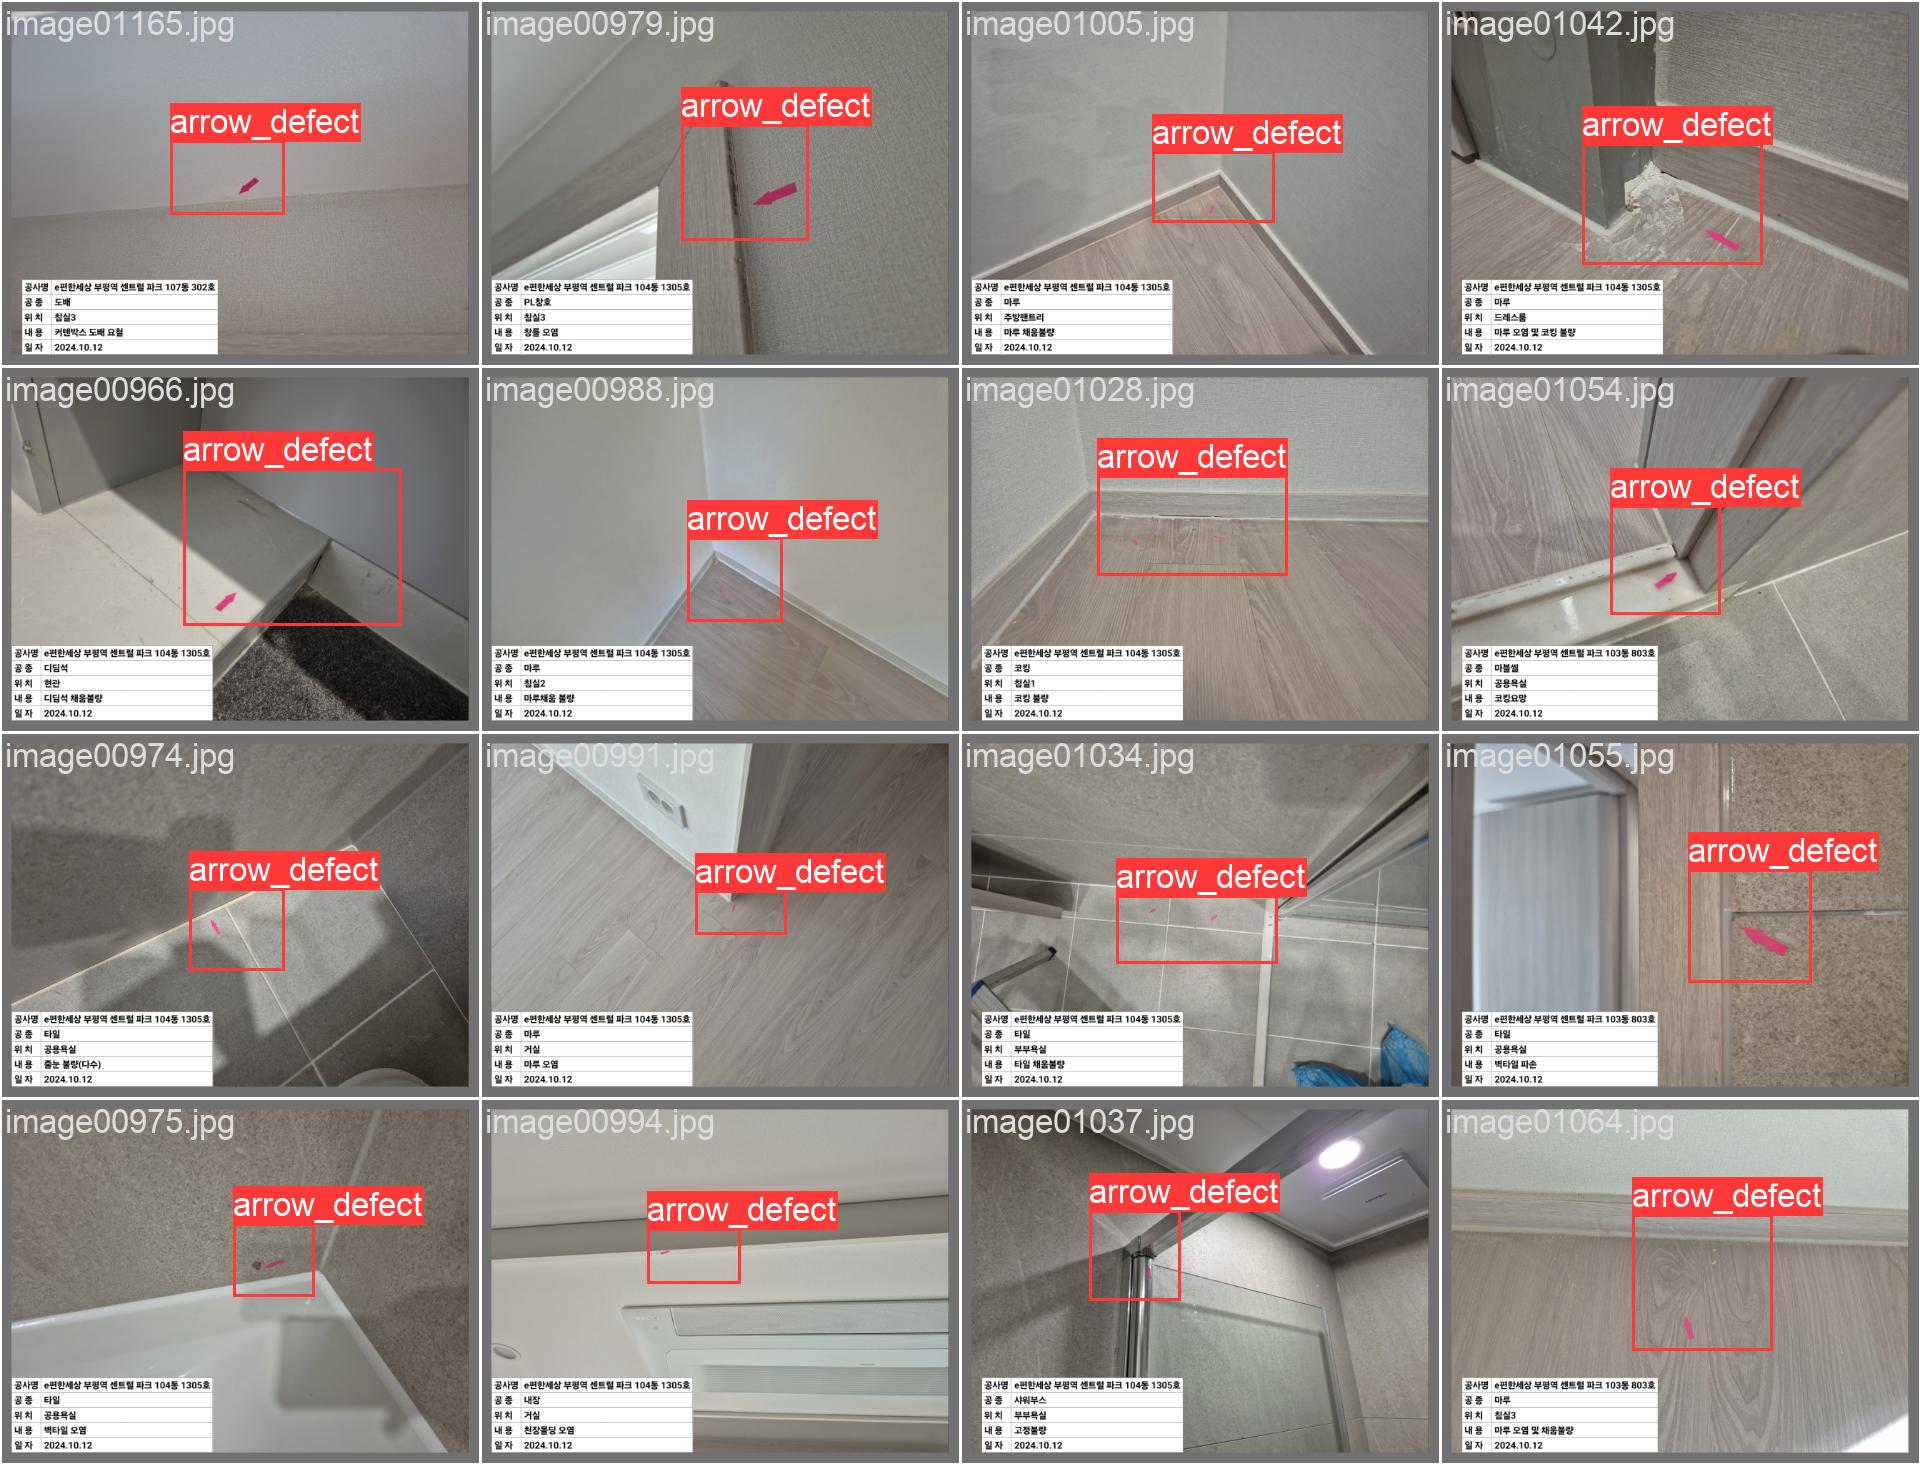 image01165.jpg
arrow_defect
공사명 e편한세상 부평역 센트럴 파크 107동 302호
공 종 도배
위 치 침실3
내 용 커텐박스 도배 요철
일 자 2024.10.12
image00979.jpg
arrow_defect
공사명 e편한세상 부평역 센트럴 파크 104동 1305호
공 종 PL창호
위 치 침실3
내 용 창틀 오염
일 자 2024.10.12
image01005.jpg
arrow_defect
공사명 e편한세상 부평역 센트럴 파크 104동 1305호
공 종 마루
위 치 주방팬트리
내 용 마루 채움불량
일 자 2024.10.12
image01042.jpg
arrow_defect
공사명 e편한세상 부평역 센트럴 파크 104동 1305호
공 종 마루
위 치 드레스룸
내 용 마루 오염 및 코킹 불량
일 자 2024.10.12
image00966.jpg
arrow_defect
공사명 e편한세상 부평역 센트럴 파크 104동 1305호
공 종 디딤석
위 치 현관
내 용 디딤석 채움불량
일 자 2024.10.12
image00988.jpg
arrow_defect
공사명 e편한세상 부평역 센트럴 파크 104동 1305호
공 종 마루
위 치 침실2
내 용 마루채움 불량
일 자 2024.10.12
image01028.jpg
arrow_defect
공사명 e편한세상 부평역 센트럴 파크 104동 1305호
공 종 코킹
위 치 침실1
내 용 코킹 불량
일 자 2024.10.12
image01054.jpg
arrow_defect
공사명 e편한세상 부평역 센트럴 파크 103동 803호
공 종 마블씰
위 치 공용욕실
내 용 코킹요망
일 자 2024.10.12
image00974.jpg
arrow_defect
공사명 e편한세상 부평역 센트럴 파크 104동 1305호
공 종 타일
위 치 공용욕실
내 용 줄눈 불량(다수)
일 자 2024.10.12
image00991.jpg
arrow_defect
공사명 e편한세상 부평역 센트럴 파크 104동 1305호
공 종 마루
위 치 거실
내 용 마루 오염
일 자 2024.10.12
image01034.jpg
arrow_defect
공사명 e편한세상 부평역 센트럴 파크 104동 1305호
공 종 타일
위 치 부부욕실
내 용 타일 채움불량
일 자 2024.10.12
image01055.jpg
arrow_defect
공사명 e편한세상 부평역 센트럴 파크 103동 803호
공 종 타일
위 치 공용욕실
내 용 벽타일 파손
일 자 2024.10.12
image00975.jpg
arrow_defect
공사명 e편한세상 부평역 센트럴 파크 104동 1305호
공 종 타일
위 치 공용욕실
내 용 벽타일 오염
일 자 2024.10.12
image00994.jpg
arrow_defect
공사명 e편한세상 부평역 센트럴 파크 104동 1305호
공 종 내장
위 치 거실
내 용 천장몰딩 오염
일 자 2024.10.12
image01037.jpg
arrow_defect
공사명 e편한세상 부평역 센트럴 파크 104동 1305호
공 종 샤워부스
위 치 부부욕실
내 용 고정불량
일 자 2024.10.12
image01064.jpg
arrow_defect
공사명 e편한세상 부평역 센트럴 파크 103동 803호
공 종 마루
위 치 침실3
내 용 마루 오염 및 채움불량
일 자 2024.10.12